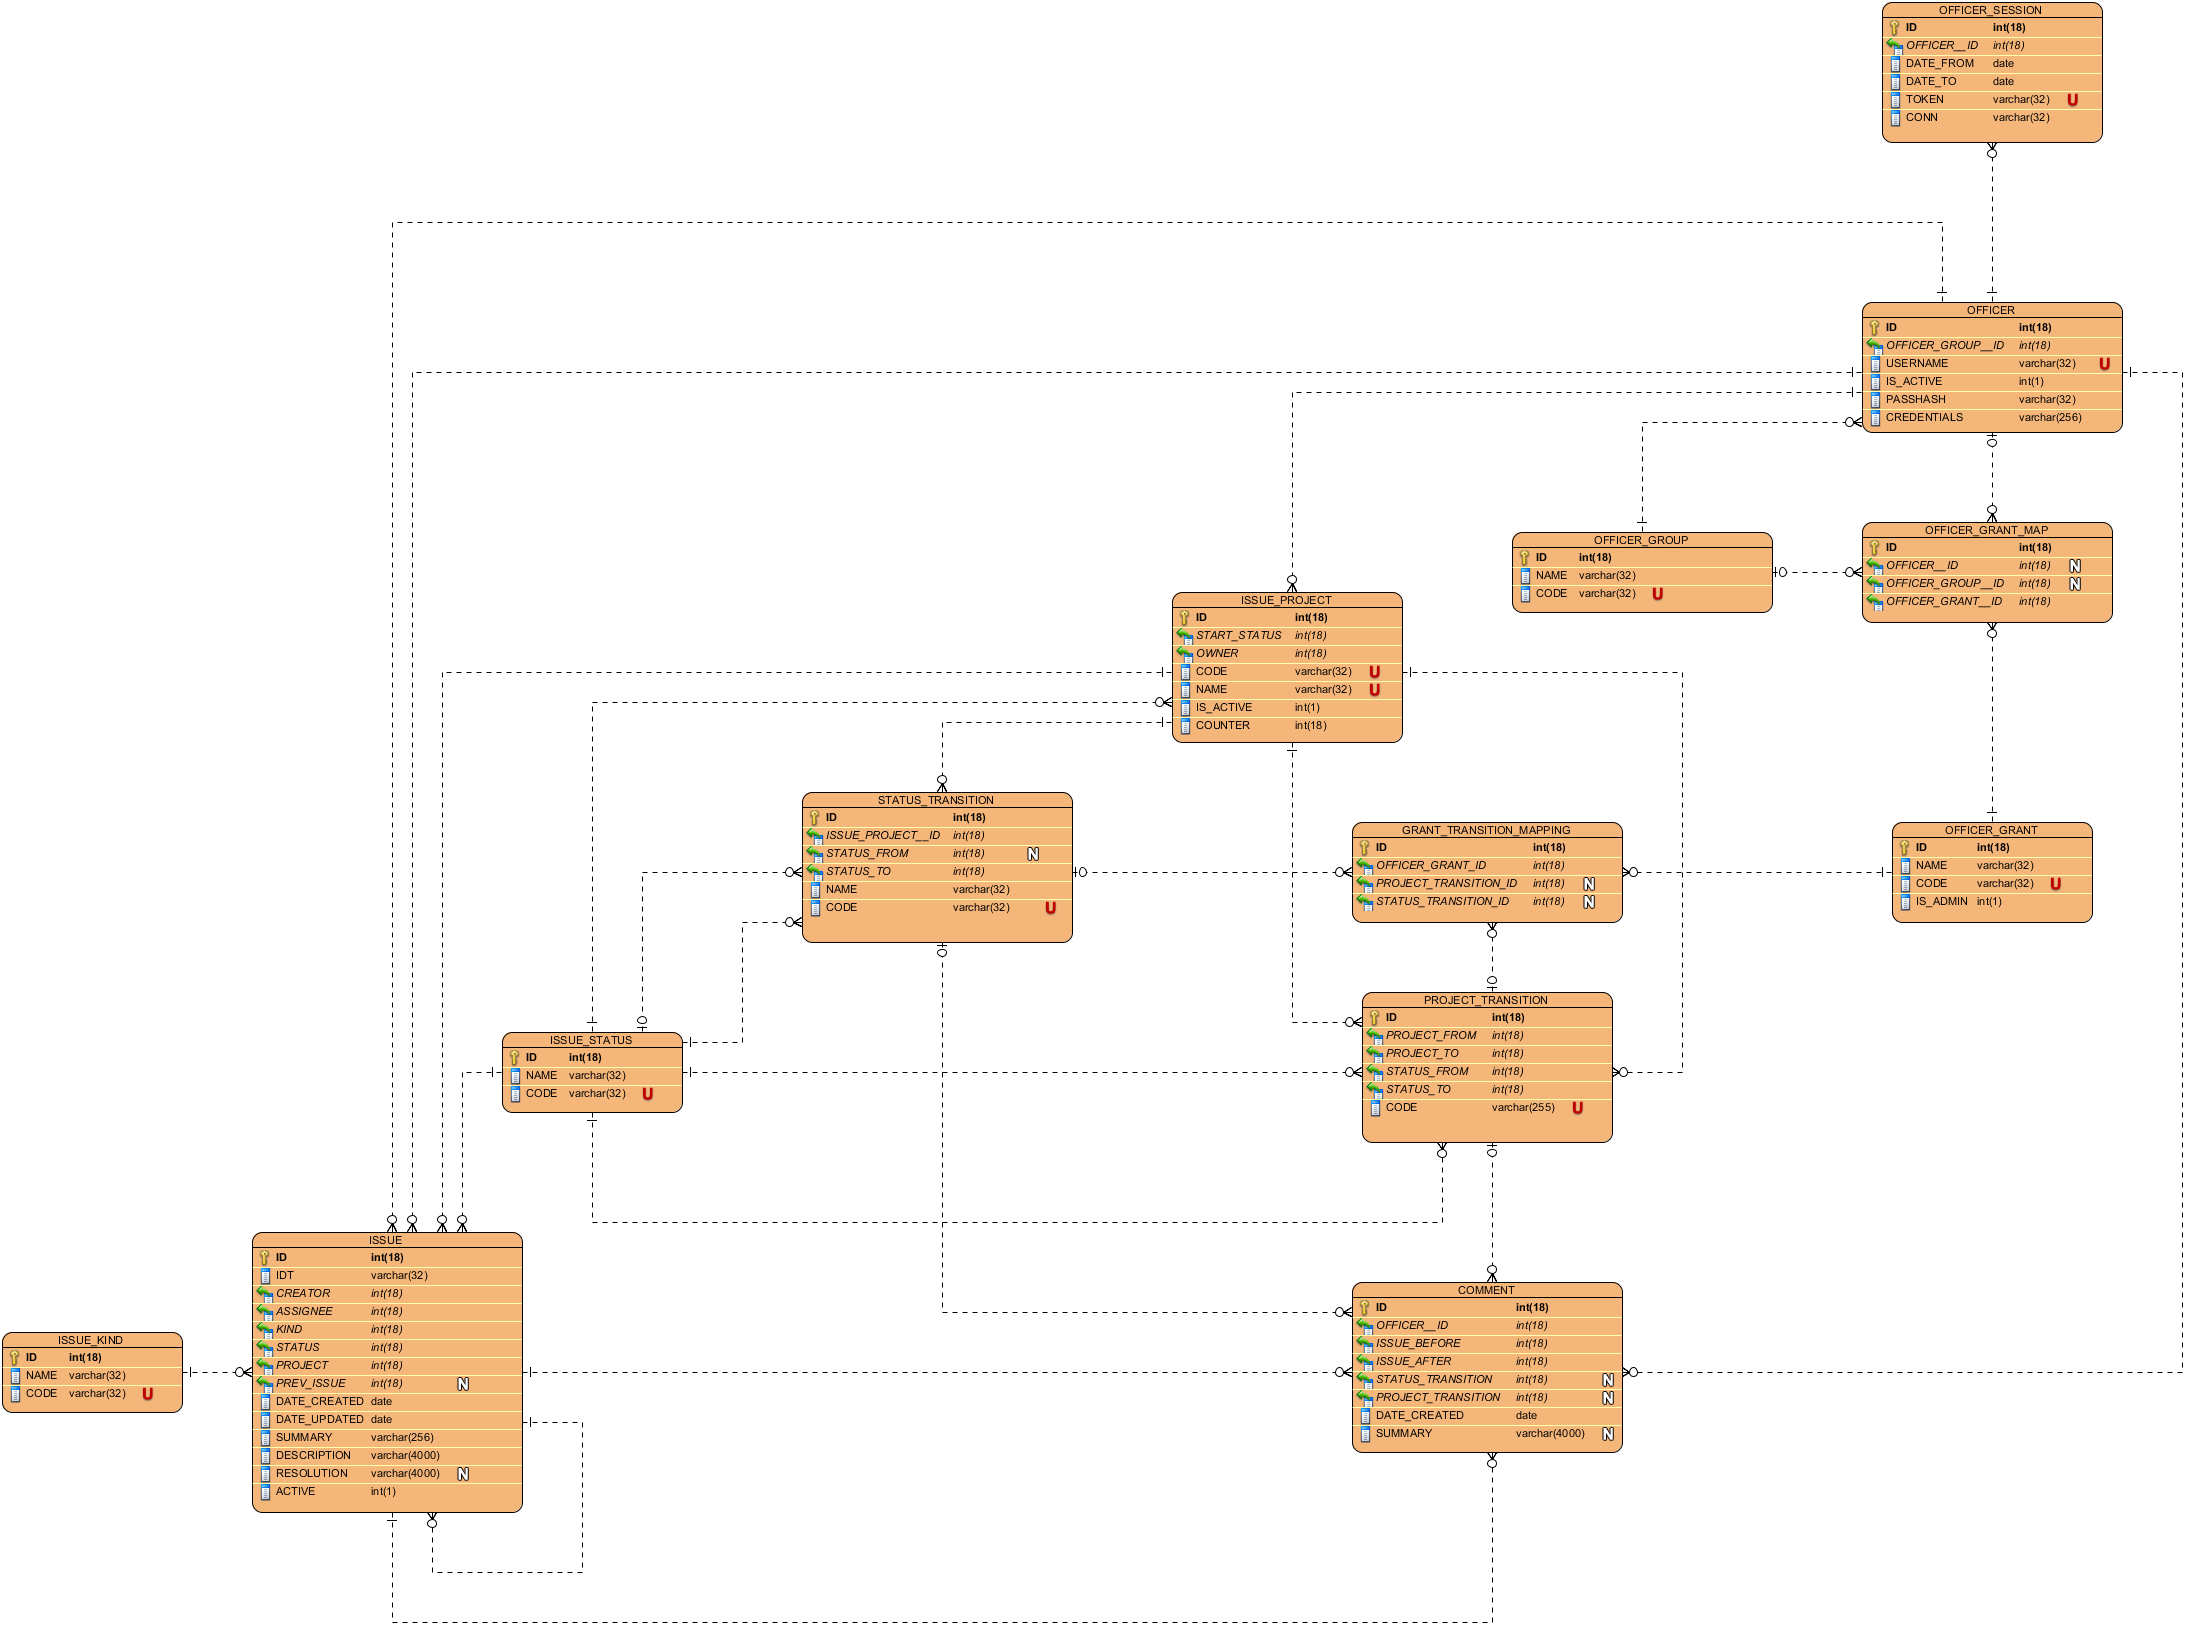 OFFICER_SESSION
ID int(18)
OFFICER__ID int(18)
DATE_FROM date
DATE_TO date
TOKEN varchar(32) U
CONN varchar(32)
OFFICER
ID int(18)
OFFICER_GROUP__ID int(18)
USERNAME varchar(32) U
IS_ACTIVE int(1)
PASSHASH varchar(32)
CREDENTIALS varchar(256)
OFFICER_GROUP
ID int(18)
NAME varchar(32)
CODE varchar(32) U
OFFICER_GRANT_MAP
ID int(18)
OFFICER__ID int(18) N
OFFICER_GROUP__ID int(18) N
OFFICER_GRANT__ID int(18)
ISSUE_PROJECT
ID int(18)
START_STATUS int(18)
OWNER int(18)
CODE varchar(32) U
NAME varchar(32) U
IS_ACTIVE int(1)
COUNTER int(18)
STATUS_TRANSITION
ID int(18)
ISSUE_PROJECT__ID int(18)
STATUS_FROM int(18) N
STATUS_TO int(18)
NAME varchar(32)
CODE varchar(32) U
GRANT_TRANSITION_MAPPING
ID int(18)
OFFICER_GRANT_ID int(18)
PROJECT_TRANSITION_ID int(18) N
STATUS_TRANSITION_ID int(18) N
OFFICER_GRANT
ID int(18)
NAME varchar(32)
CODE varchar(32) U
IS_ADMIN int(1)
PROJECT_TRANSITION
ID int(18)
PROJECT_FROM int(18)
PROJECT_TO int(18)
STATUS_FROM int(18)
STATUS_TO int(18)
CODE varchar(255) U
ISSUE_STATUS
ID int(18)
NAME varchar(32)
CODE varchar(32) U
ISSUE
ID int(18)
IDT varchar(32)
CREATOR int(18)
ASSIGNEE int(18)
KIND int(18)
STATUS int(18)
PROJECT int(18)
PREV_ISSUE int(18) N
DATE_CREATED date
DATE_UPDATED date
SUMMARY varchar(256)
DESCRIPTION varchar(4000)
RESOLUTION varchar(4000) N
ACTIVE int(1)
ISSUE_KIND
ID int(18)
NAME varchar(32)
CODE varchar(32) U
COMMENT
ID int(18)
OFFICER__ID int(18)
ISSUE_BEFORE int(18)
ISSUE_AFTER int(18)
STATUS_TRANSITION int(18) N
PROJECT_TRANSITION int(18) N
DATE_CREATED date
SUMMARY varchar(4000) N